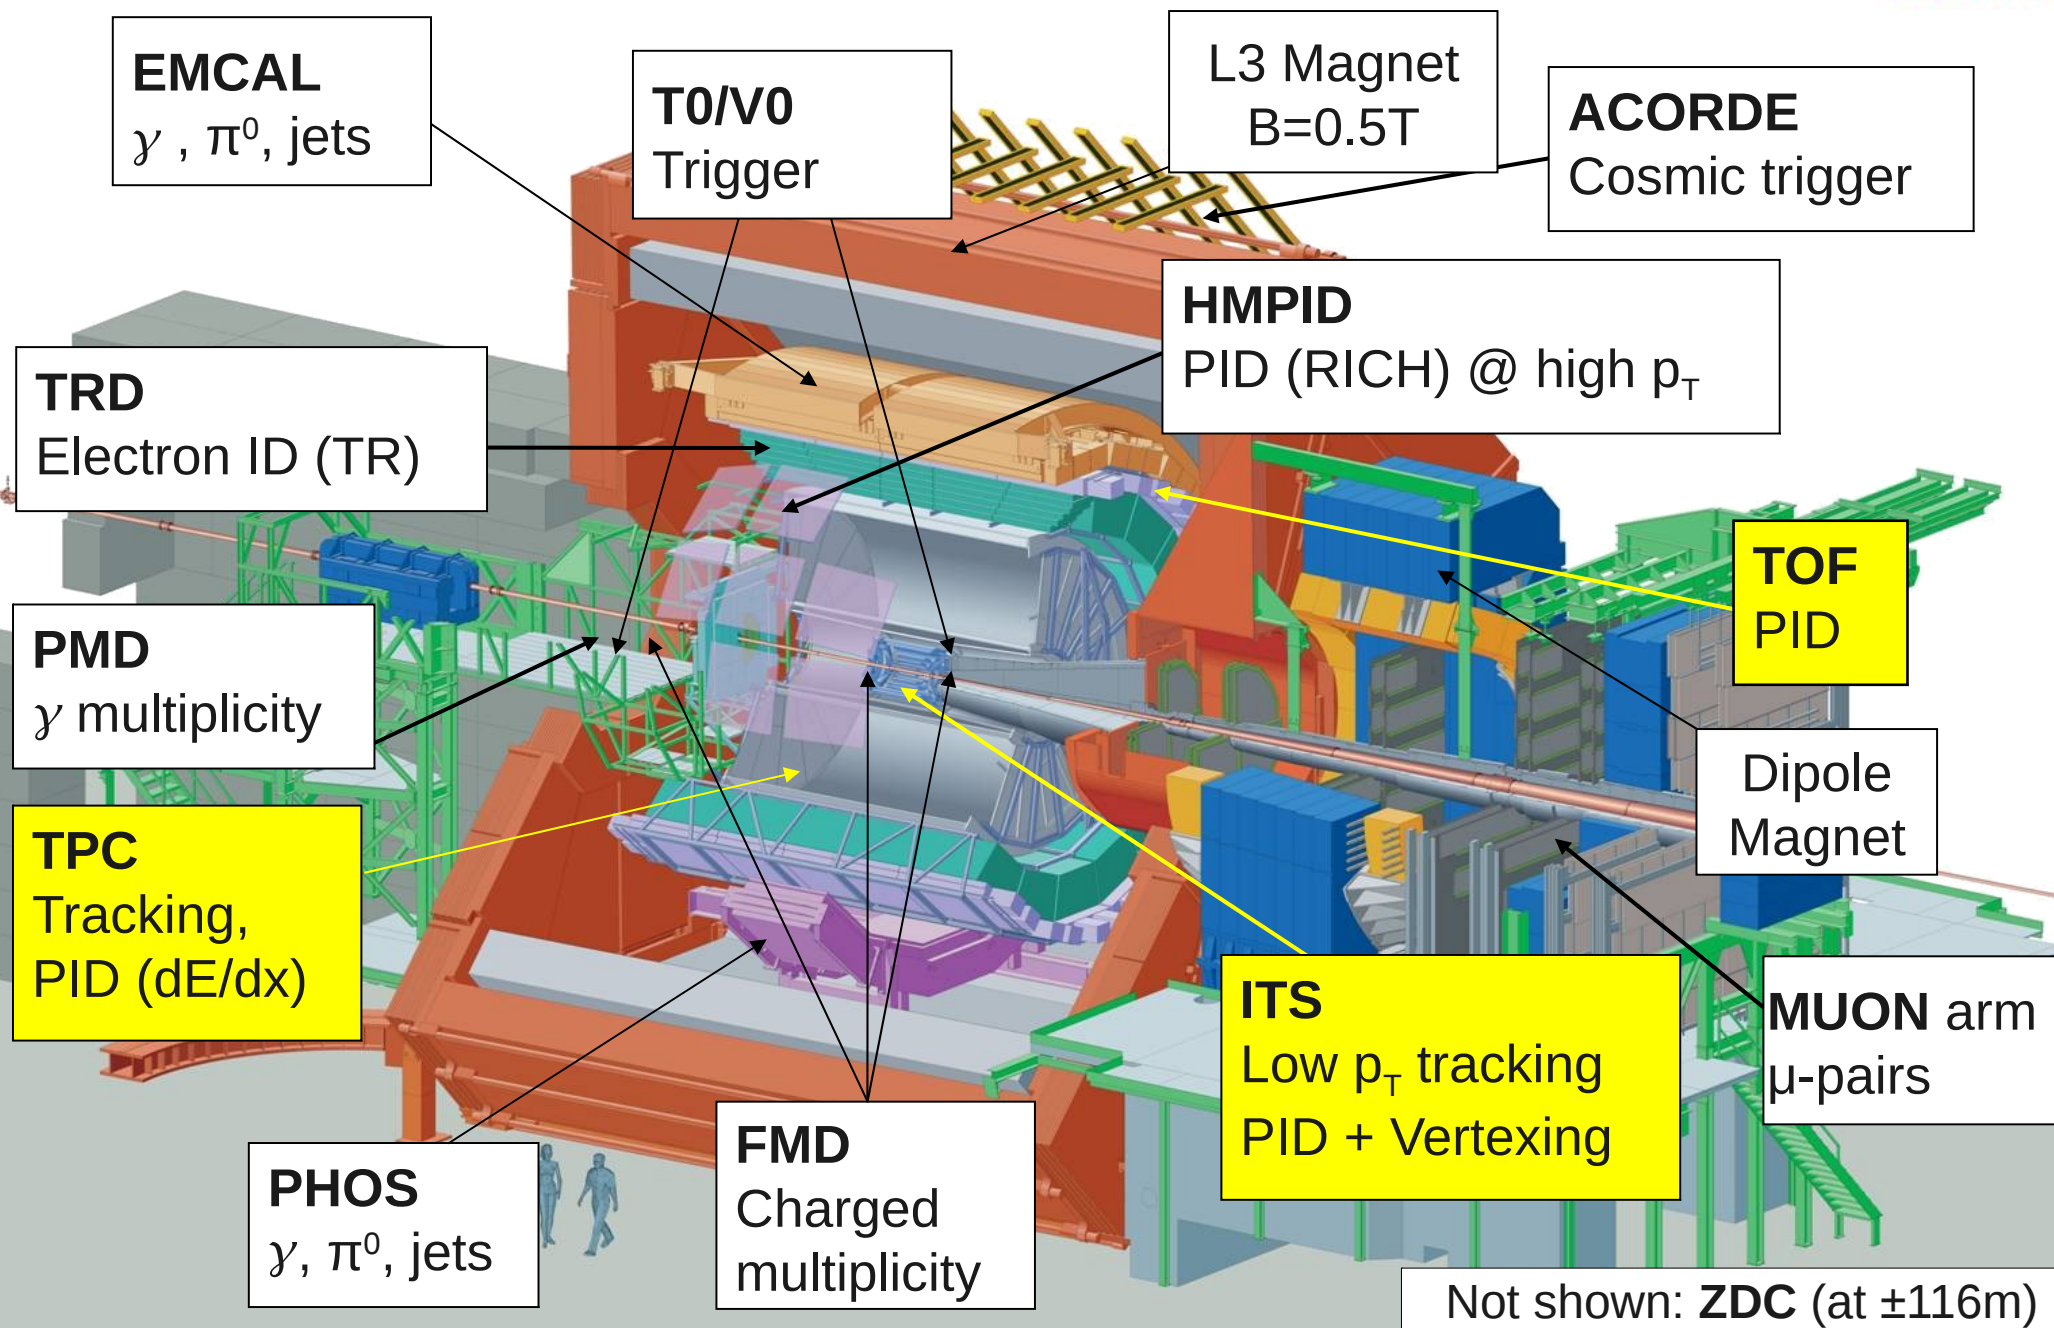 EMCAL
γ , π⁰, jets
T0/V0
Trigger
L3 Magnet
B=0.5T
ACORDE
Cosmic trigger
HMPID
PID (RICH) @ high pT
TRD
Electron ID (TR)
TOF
PID
PMD
γ multiplicity
Dipole
Magnet
TPC
Tracking,
PID (dE/dx)
ITS
Low pT tracking
PID + Vertexing
MUON arm
μ-pairs
PHOS
γ, π⁰, jets
FMD
Charged
multiplicity
Not shown: ZDC (at ±116m)